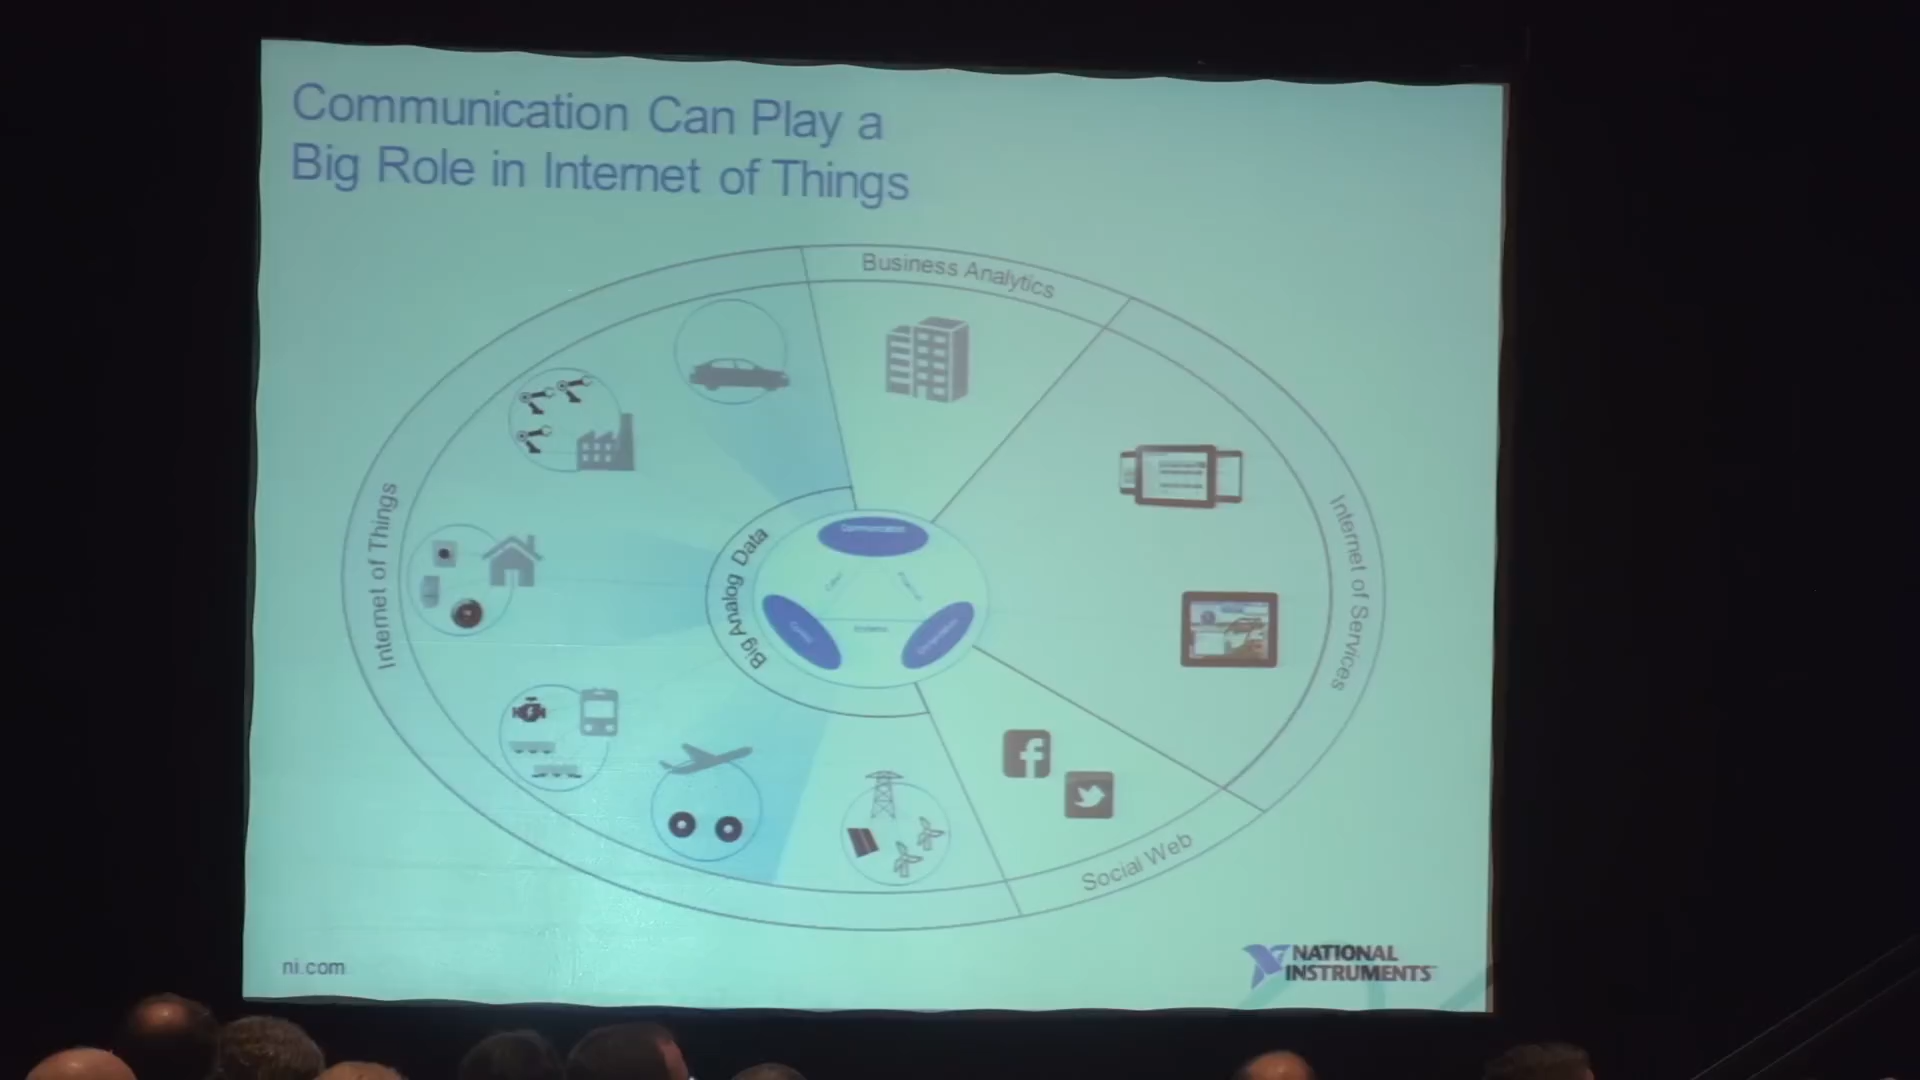 Communication Can Play a
Big Role in Internet of Things
Business Analytics
Internet of Things
Big Analog Data
Communication
Internet of Services
Social Web
ni.com
NATIONAL
INSTRUMENTS